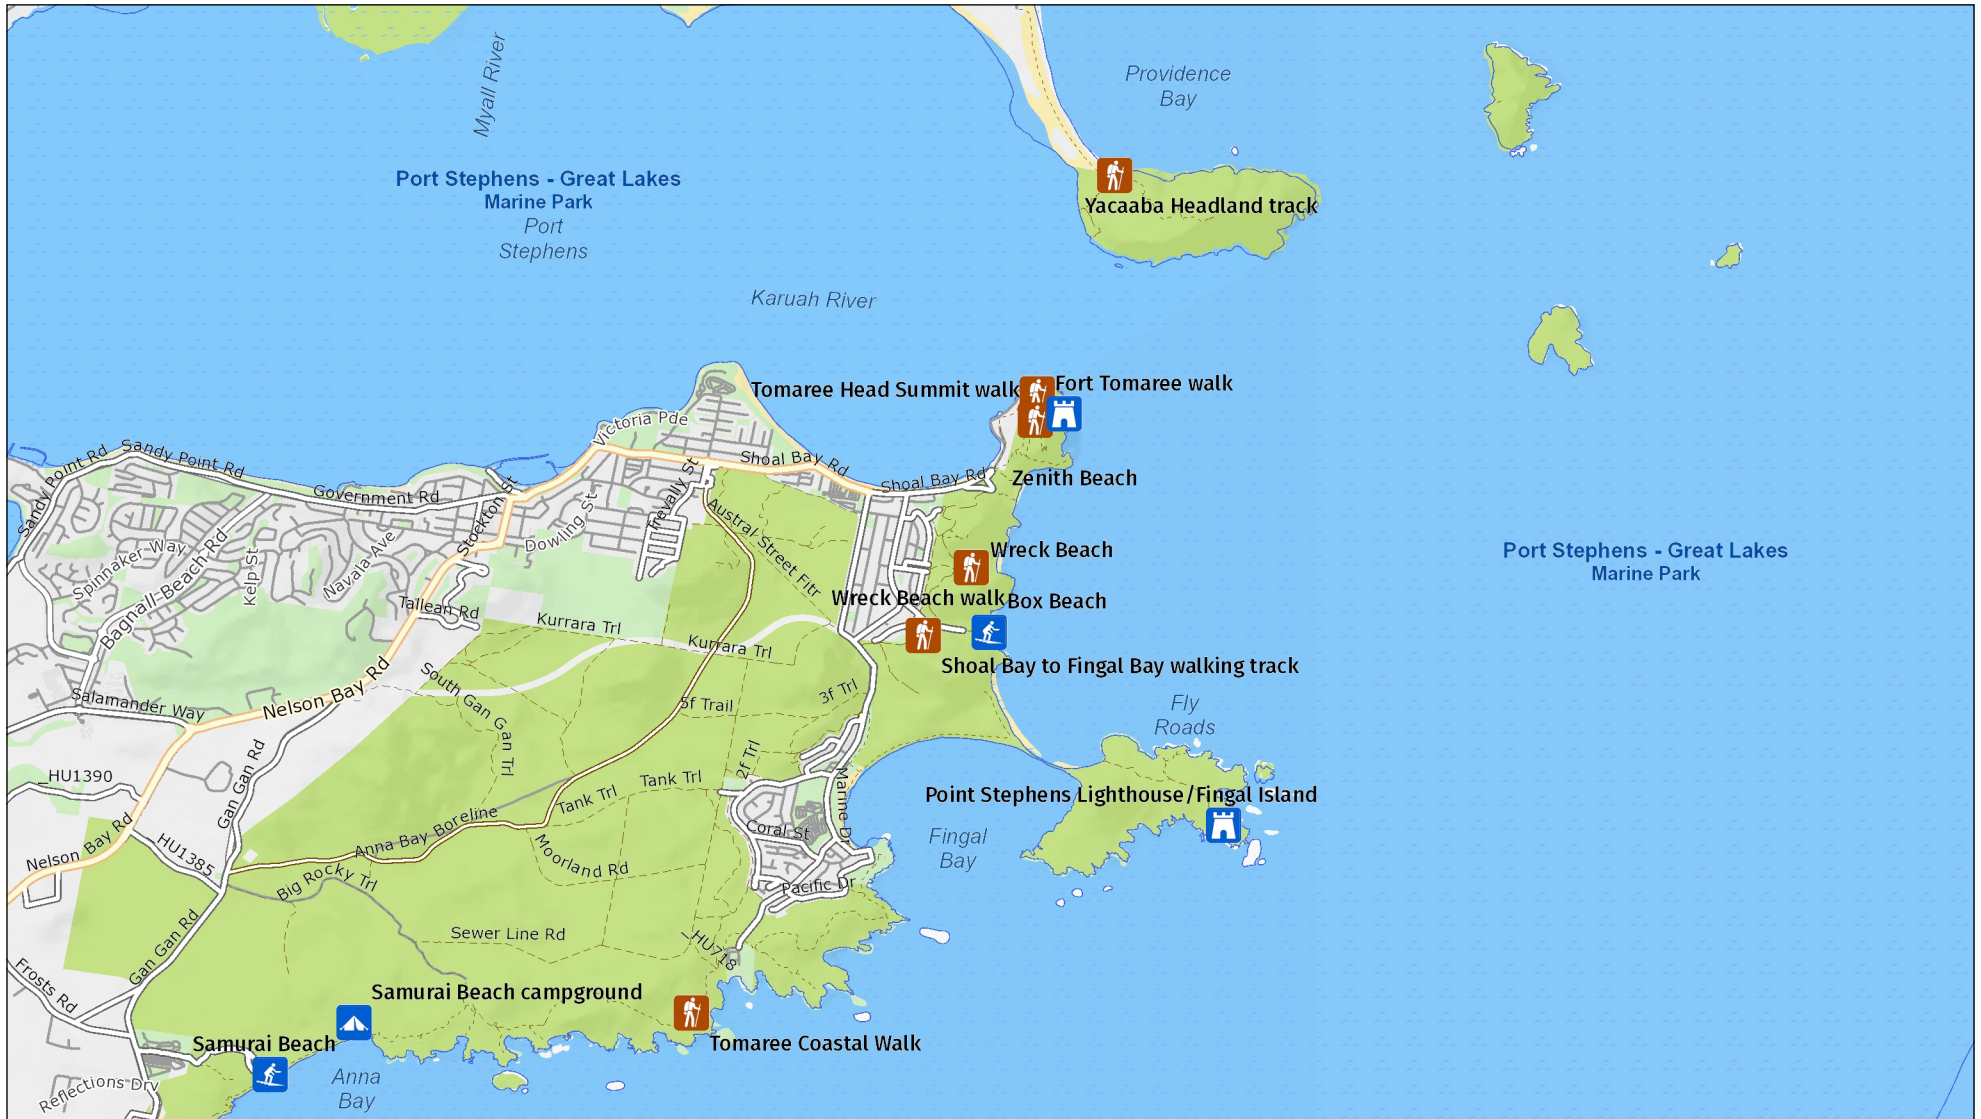 Myall River
Providence
Bay
Port Stephens - Great Lakes
Marine Park
Port
Stephens
Yacaaba Headland track
Karuah River
Tomaree Head Summit walk
Fort Tomaree walk
Victoria Pde
Sandy Point Rd
Sandy Point Rd
Shoal Bay Rd
Shoal Bay Rd
Zenith Beach
Government Rd
Stockton St
Trevally St
Dowling St
Austral Street Fitr
Spinnaker Way
Bagnall-Beach-Rd
Kelp St
Navala Ave
Wreck Beach
Port Stephens - Great Lakes
Marine Park
Tallean Rd
Wreck Beach walk
Box Beach
Kurrara Trl
Kurrara Trl
Shoal Bay to Fingal Bay walking track
Salamander Way
Nelson Bay Rd
South Gan Gan Trl
5f Trail
3f Trl
Fly
Roads
_HU1390
Gan Gan Rd
2f Trl
Tank Trl
Tank Trl
Marine Dr
Point Stephens Lighthouse/Fingal Island
Nelson Bay Rd
HU1385
Anna Bay Boreline
Coral St
Fingal
Bay
Big Rocky Trl
Moorland Rd
Pacific Dr
Gan Gan Rd
Sewer Line Rd
_HU718
Frosts Rd
Samurai Beach campground
Samurai Beach
Tomaree Coastal Walk
Reflections Drv
Anna
Bay